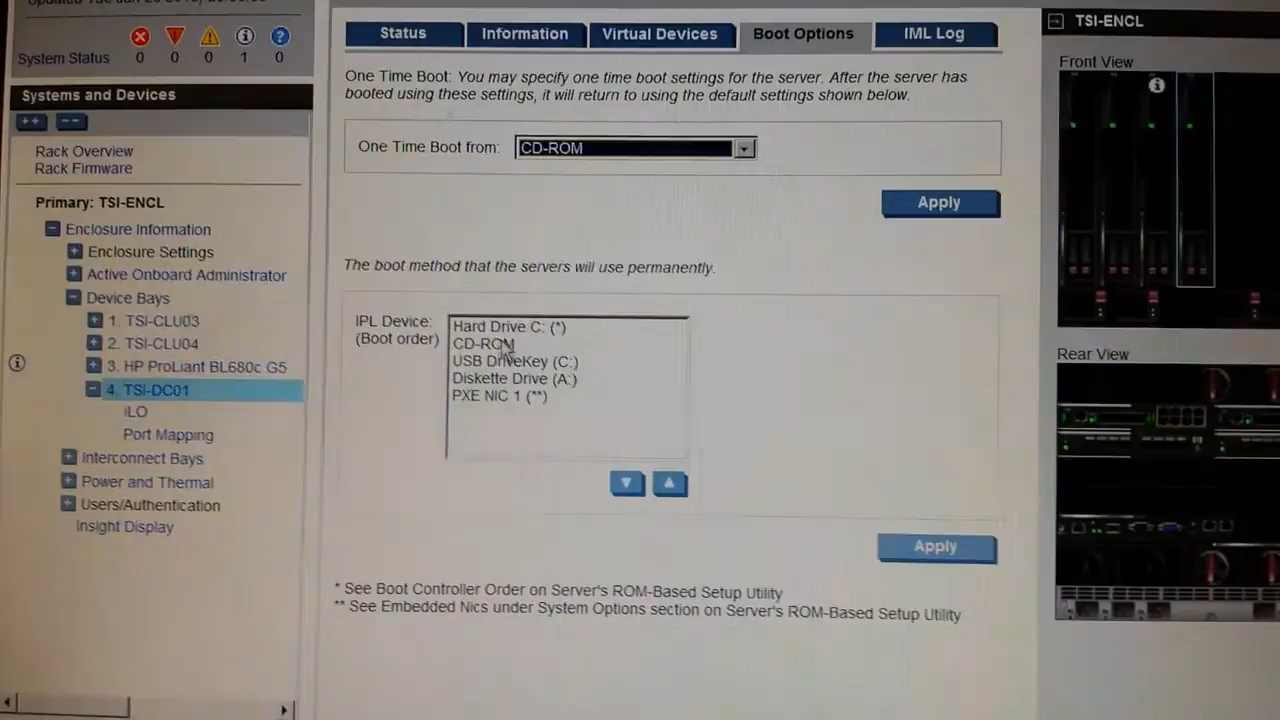 System Status 0 0 0 1 0
Systems and Devices
Rack Overview
Rack Firmware
Primary: TSI-ENCL
Enclosure Information
Enclosure Settings
Active Onboard Administrator
Device Bays
1. TSI-CLU03
2. TSI-CLU04
3. HP ProLiant BL680c G5
4. TSI-DC01
iLO
Port Mapping
Interconnect Bays
Power and Thermal
Users/Authentication
Insight Display
Status Information Virtual Devices Boot Options IML Log
One Time Boot: You may specify one time boot settings for the server. After the server has
booted using these settings, it will return to using the default settings shown below.
One Time Boot from: CD-ROM
Apply
The boot method that the servers will use permanently.
IPL Device:
(Boot order)
Hard Drive C: (*)
CD-ROM
USB DriveKey (C:)
Diskette Drive (A:)
PXE NIC 1 (**)
Apply
* See Boot Controller Order on Server's ROM-Based Setup Utility
** See Embedded Nics under System Options section on Server's ROM-Based Setup Utility
TSI-ENCL
Front View
Rear View